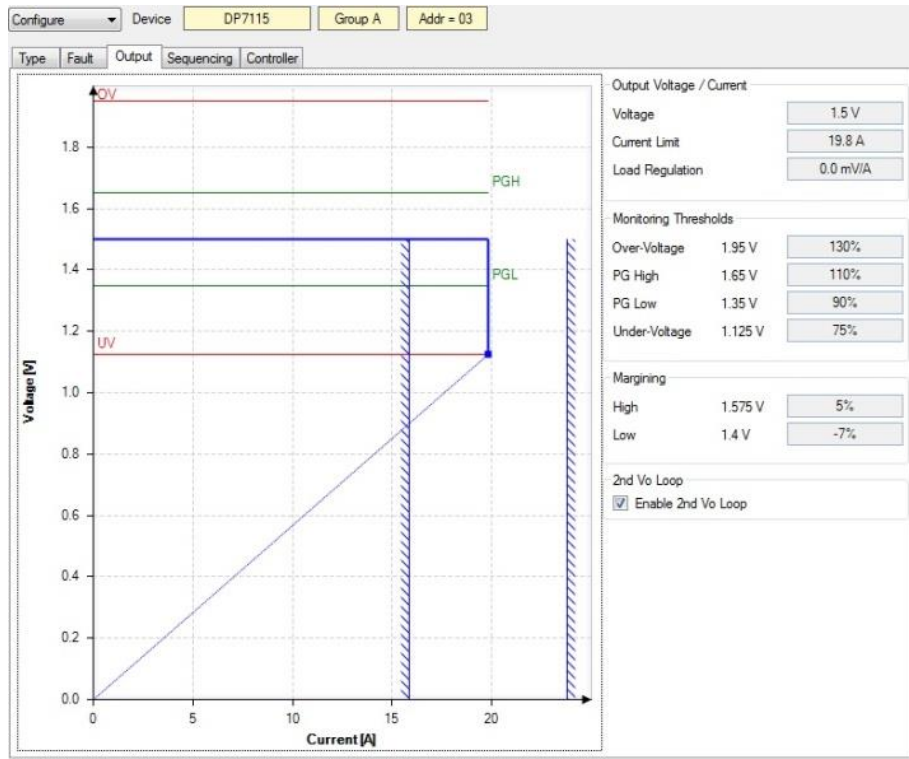 Configure Device DP7115 Group A Addr = 03
Type Fault Output Sequencing Controller
OV
PGH
PGL
UV
1.8
1.6
1.4
1.2
1.0
0.8
0.6
0.4
0.2
0.0
Voltage [V]
0 5 10 15 20
Current [A]
Output Voltage / Current
Voltage 1.5 V
Current Limit 19.8 A
Load Regulation 0.0 mV/A
Monitoring Thresholds
Over-Voltage 1.95 V 130%
PG High 1.65 V 110%
PG Low 1.35 V 90%
Under-Voltage 1.125 V 75%
Margining
High 1.575 V 5%
Low 1.4 V -7%
2nd Vo Loop
Enable 2nd Vo Loop